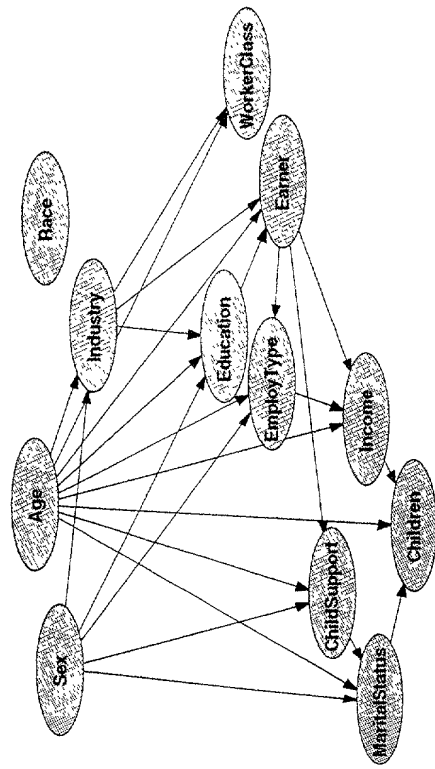 Sex
Age
Race
Industry
WorkerClass
Education
Earner
EmployType
ChildSupport
Income
MaritalStatus
Children